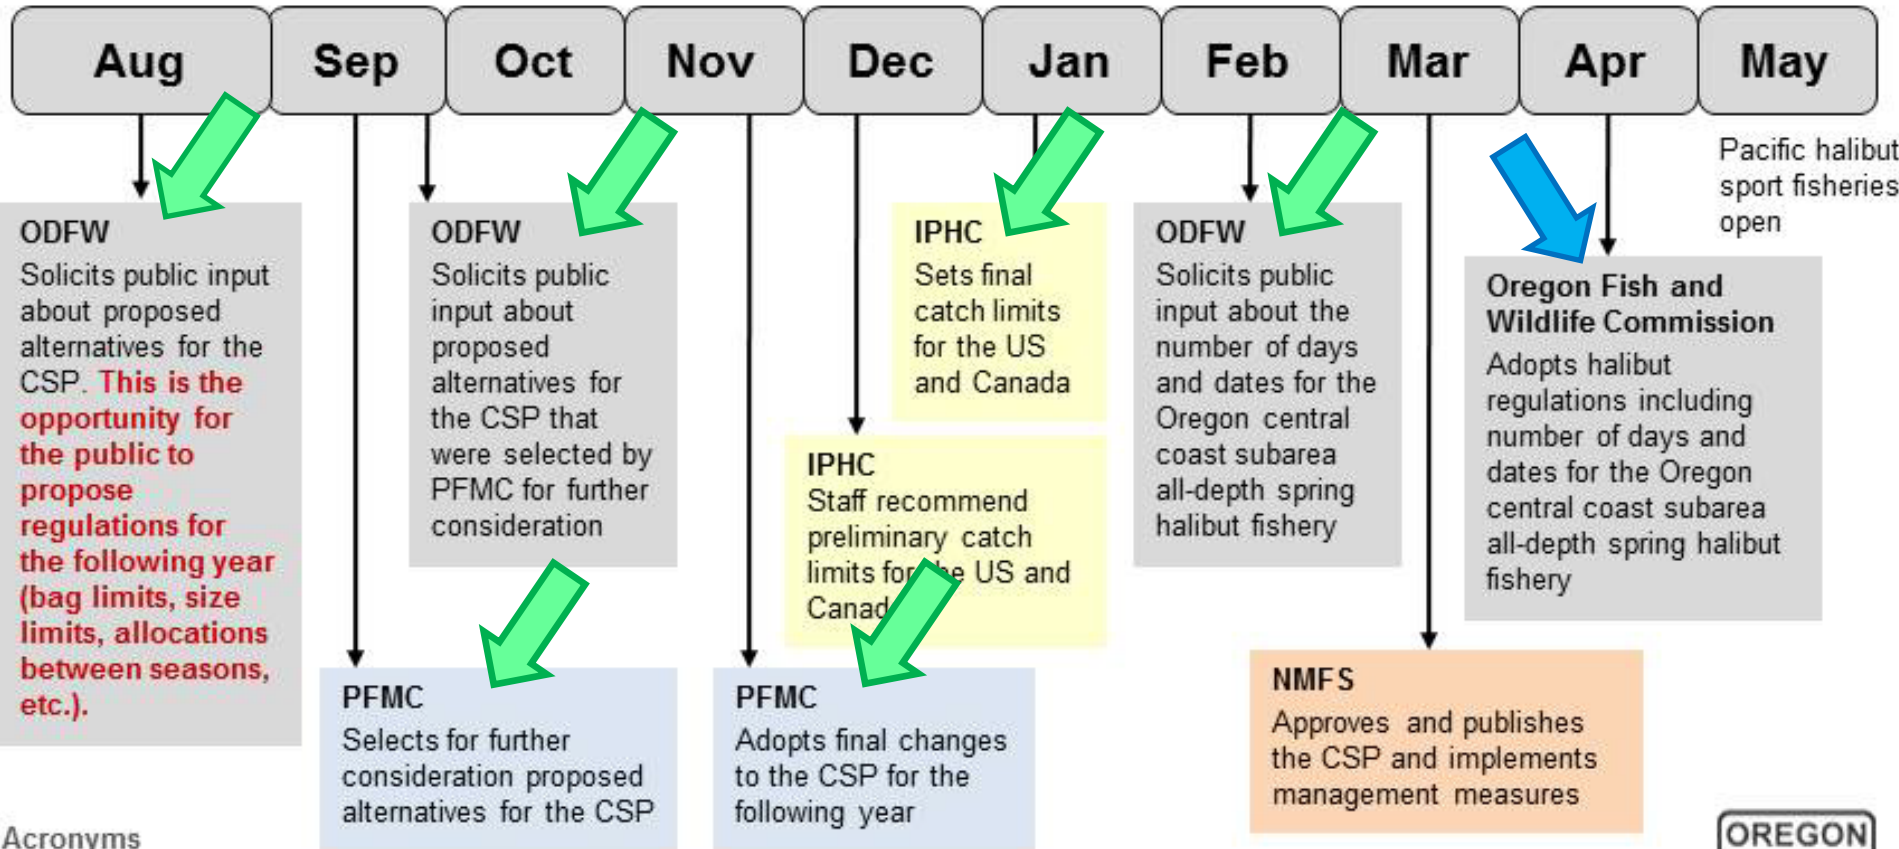 Aug
Sep
Oct
Nov
Dec
Jan
Feb
Mar
Apr
May
ODFW
Solicits public input
about proposed
alternatives for the
CSP. This is the
opportunity for
the public to
propose
regulations for
the following year
(bag limits, size
limits, allocations
between seasons,
etc.).
PFMC
Selects for further
consideration proposed
alternatives for the CSP
ODFW
Solicits public
input about
proposed
alternatives for
the CSP that
were selected by
PFMC for further
consideration
PFMC
Adopts final changes
to the CSP for the
following year
IPHC
Staff recommend
preliminary catch
limits for the US and
Canad
IPHC
Sets final
catch limits
for the US
and Canada
ODFW
Solicits public
input about the
number of days
and dates for the
Oregon central
coast subarea
all-depth spring
halibut fishery
NMFS
Approves and publishes
the CSP and implements
management measures
Oregon Fish and
Wildlife Commission
Adopts halibut
regulations including
number of days and
dates for the Oregon
central coast subarea
all-depth spring halibut
fishery
Pacific halibut
sport fisheries
open
Acronyms
OREGON